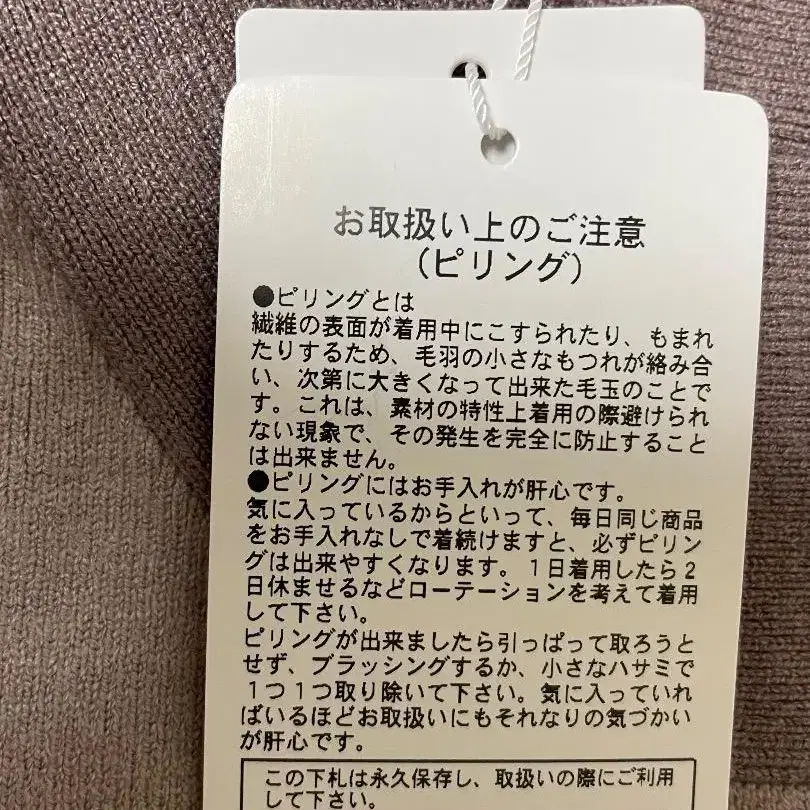 お取扱い上のご注意
（ピリング）
●ピリングとは
繊維の表面が着用中にこすられたり、もまれ
たりするため、毛羽の小さなもつれが絡み合
い、次第に大きくなって出来た毛玉のことで
す。これは、素材の特性上着用の際避けられ
ない現象で、その発生を完全に防止すること
は出来ません。
●ピリングにはお手入れが肝心です。
気に入っているからといって、毎日同じ商品
をお手入れなしで着続けますと、必ずピリン
グは出来やすくなります。１日着用したら２
日休ませるなどローテーションを考えて着用
して下さい。
ピリングが出来ましたら引っぱって取ろうと
せず、ブラッシングするか、小さなハサミで
１つ１つ取り除いて下さい。気に入っていれ
ばいるほどお取扱いにもそれなりの気づかい
が肝心です。
この下札は永久保存し、取扱いの際にご利用
して下さい。